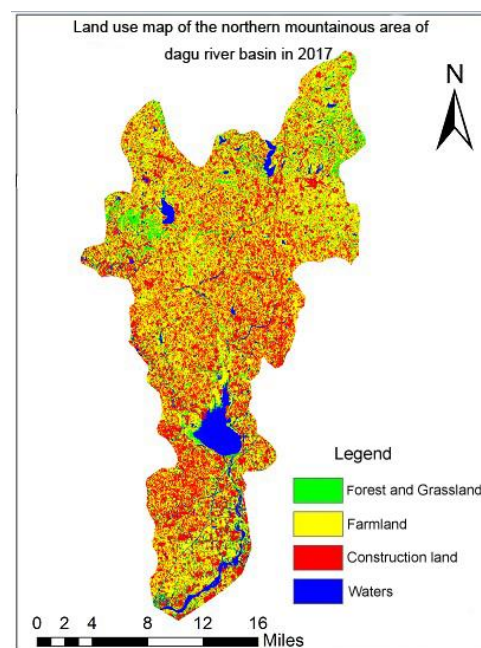 Land use map of the northern mountainous area of
dagu river basin in 2017
N
Legend
Forest and Grassland
Farmland
Construction land
Waters
0 2 4 8 12 16
Miles